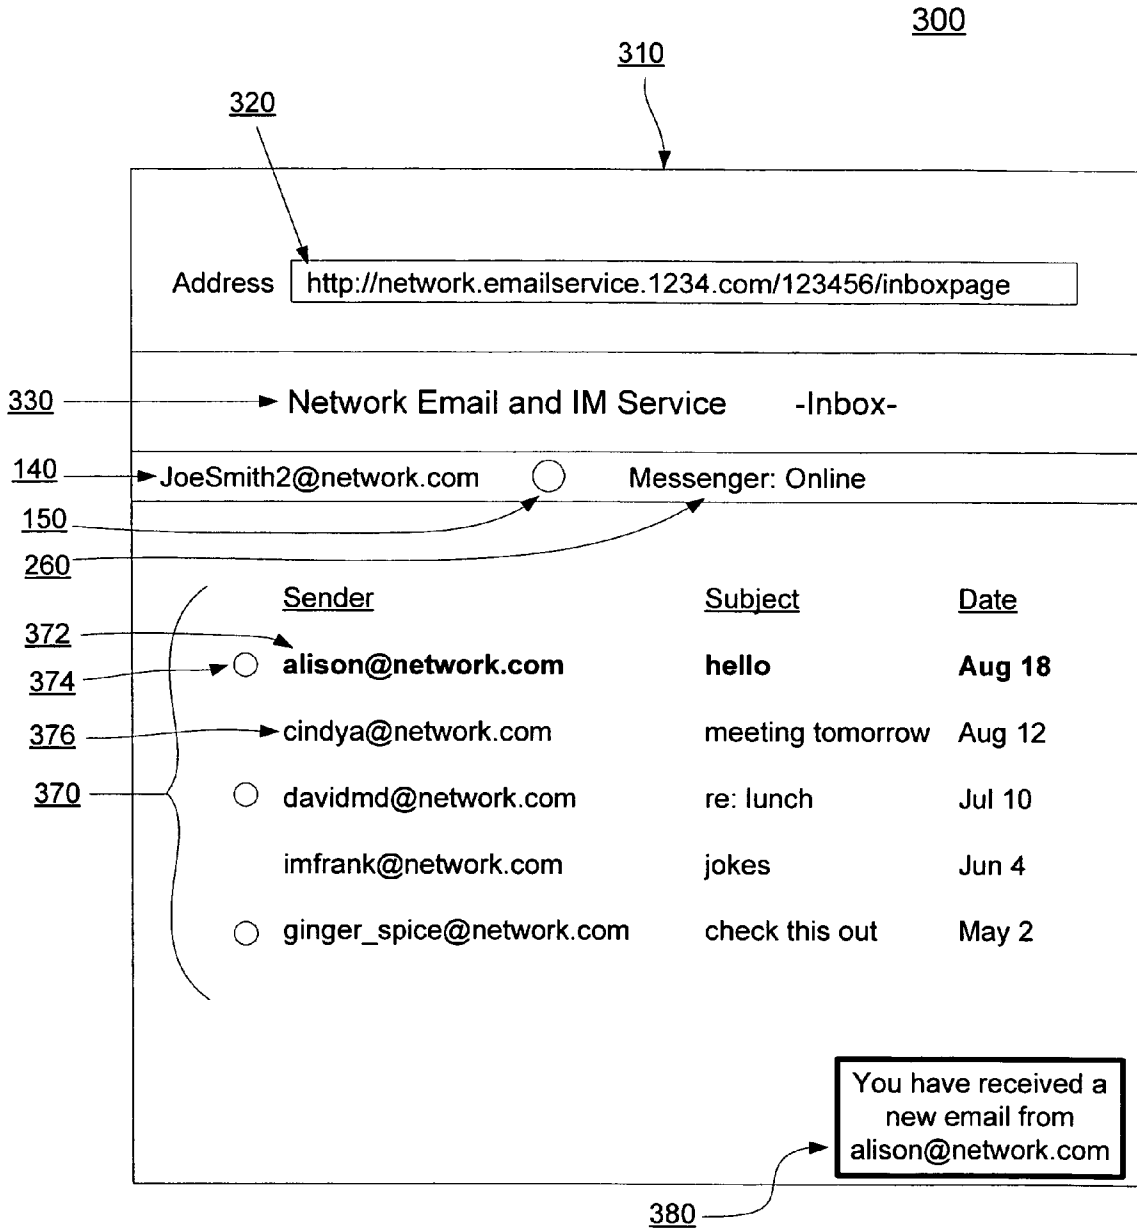 300
310
320
Address http://network.emailservice.1234.com/123456/inboxpage
330 Network Email and IM Service -Inbox-
140 JoeSmith2@network.com Messenger: Online
150
260
Sender Subject Date
372
alison@network.com hello Aug 18
374
376 cindya@network.com meeting tomorrow Aug 12
370 davidmd@network.com re: lunch Jul 10
imfrank@network.com jokes Jun 4
ginger_spice@network.com check this out May 2
You have received a
new email from
alison@network.com
380